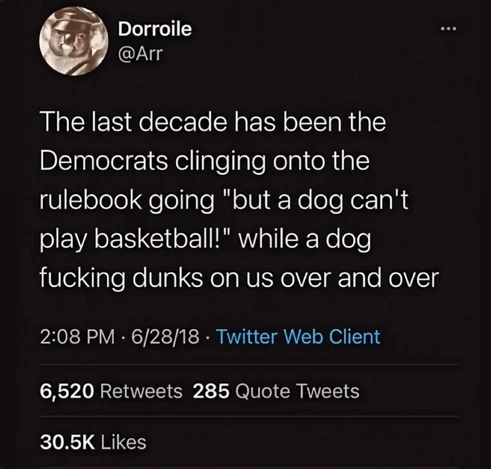 Dorroile
@Arr
The last decade has been the
Democrats clinging onto the
rulebook going "but a dog can't
play basketball!" while a dog
fucking dunks on us over and over
2:08 PM · 6/28/18 · Twitter Web Client
6,520 Retweets 285 Quote Tweets
30.5K Likes